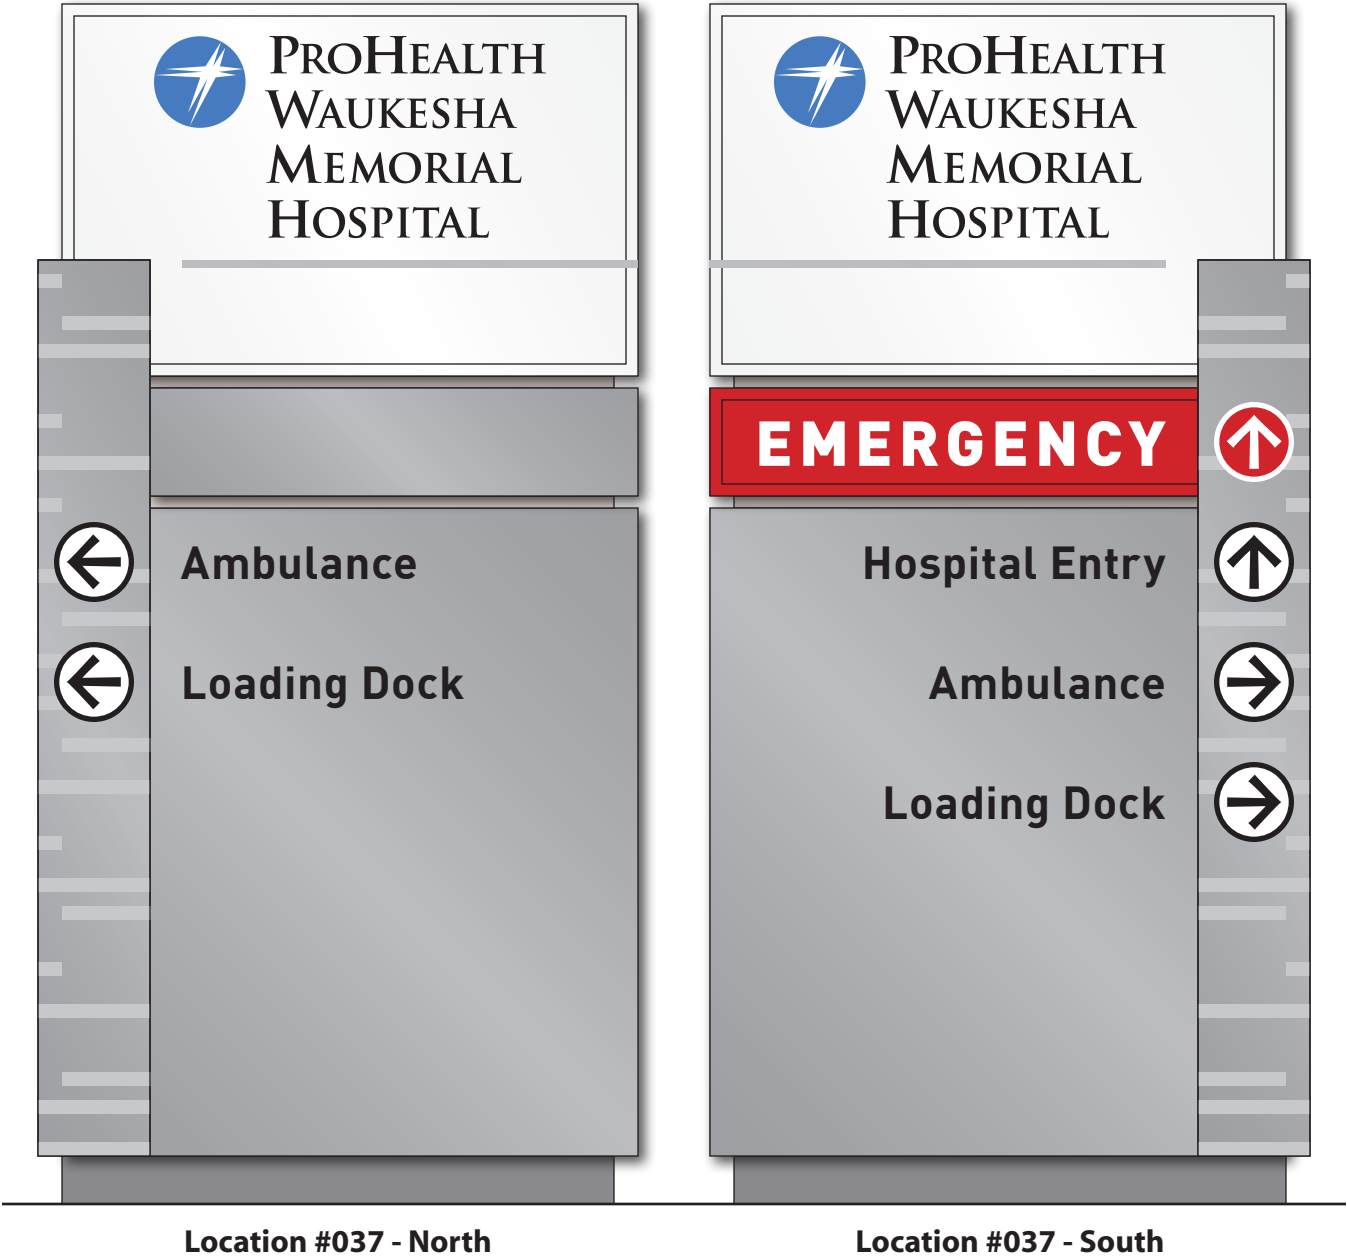 PROHEALTH
WAUKESHA
MEMORIAL
HOSPITAL
Ambulance
Loading Dock
Location #037 - North
PROHEALTH
WAUKESHA
MEMORIAL
HOSPITAL
EMERGENCY
Hospital Entry
Ambulance
Loading Dock
Location #037 - South